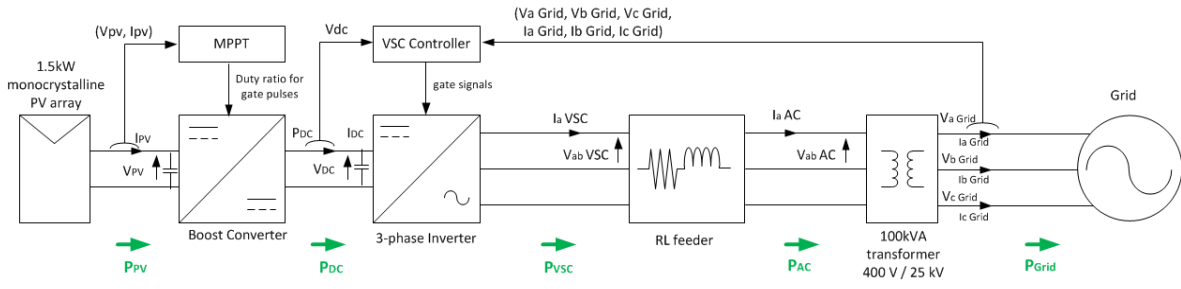 (Vpv, Ipv)
MPPT
Vdc
VSC Controller
(Va Grid, Vb Grid, Vc Grid,
Ia Grid, Ib Grid, Ic Grid)
1.5kW
monocrystalline
PV array
Duty ratio for
gate pulses
gate signals
Grid
IPV
VPV
PDC
IDC
VDC
Ia VSC
Vab VSC
Ia AC
Vab AC
Va Grid
Ia Grid
Vb Grid
Ib Grid
Vc Grid
Ic Grid
Boost Converter
3-phase Inverter
RL feeder
100kVA
transformer
400 V / 25 kV
PPV
PDC
PVSC
PAC
PGrid